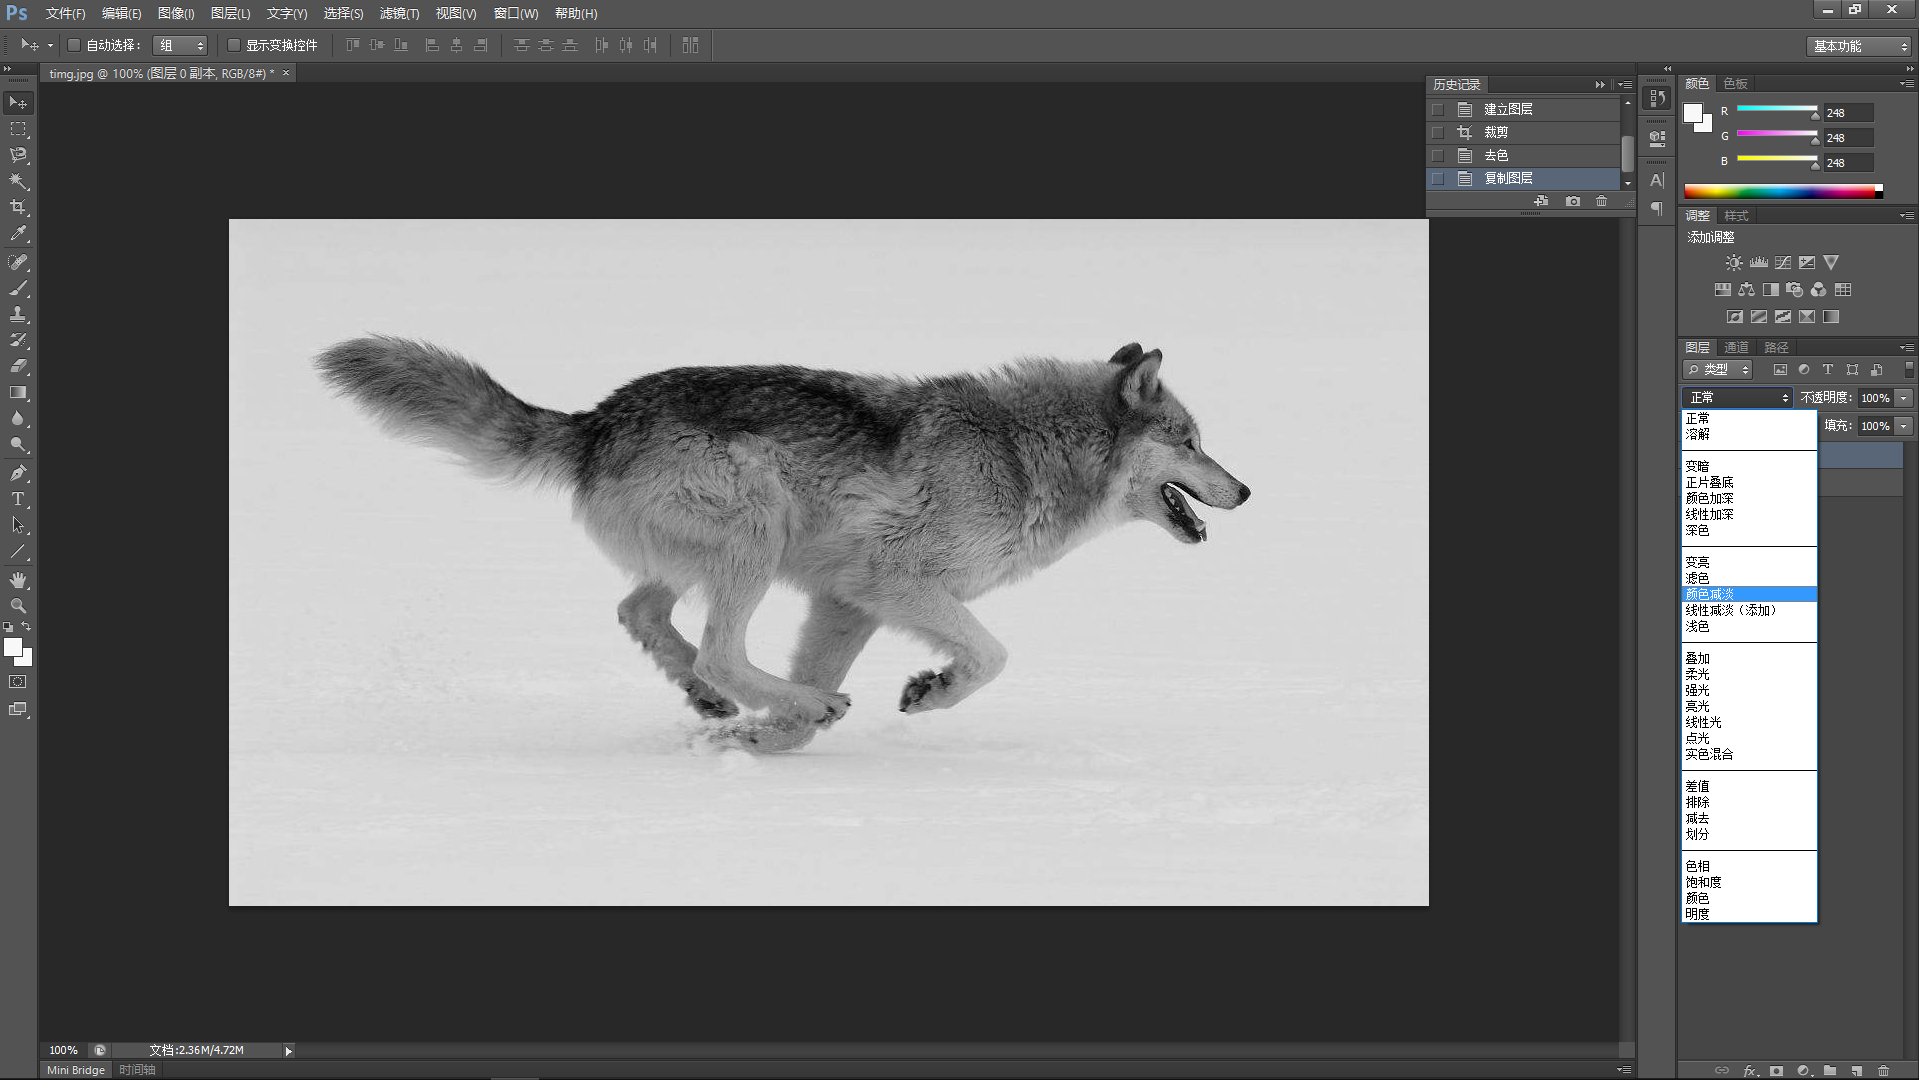 Ps 文件(F) 编辑(E) 图像(I) 图层(L) 文字(Y) 选择(S) 滤镜(T) 视图(V) 窗口(W) 帮助(H)
自动选择： 组 显示变换控件 基本功能
timg.jpg @ 100% (图层 0 副本, RGB/8#) * ×
历史记录
建立图层
裁剪
去色
复制图层
颜色 色板
R 248
G 248
B 248
调整 样式
添加调整
图层 通道 路径
类型
正常 不透明度： 100%
填充： 100%
正常
溶解
变暗
正片叠底
颜色加深
线性加深
深色
变亮
滤色
颜色减淡
线性减淡（添加）
浅色
叠加
柔光
强光
亮光
线性光
点光
实色混合
差值
排除
减去
划分
色相
饱和度
颜色
明度
100% 文档:2.36M/4.72M
Mini Bridge 时间轴
fx